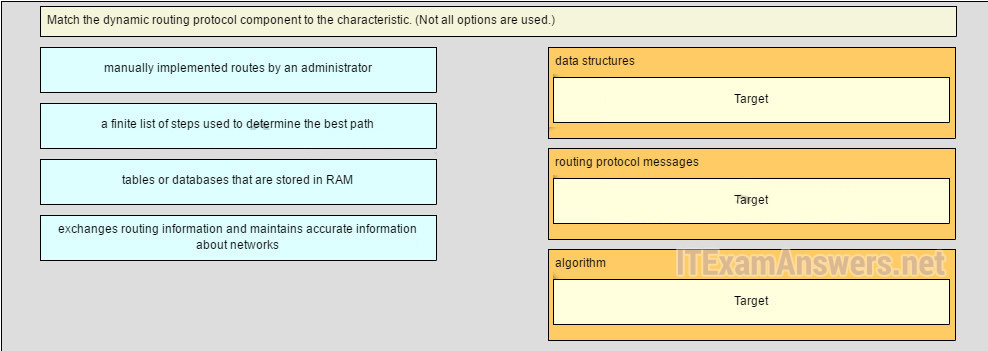 Match the dynamic routing protocol component to the characteristic. (Not all options are used.)
manually implemented routes by an administrator
a finite list of steps used to determine the best path
tables or databases that are stored in RAM
exchanges routing information and maintains accurate information
about networks
data structures
Target
routing protocol messages
Target
algorithm
ITExamAnswers.net
Target